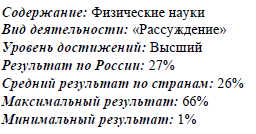 Содержание: Физические науки
Вид деятельности: «Рассуждение»
Уровень достижений: Высший
Результат по России: 27%
Средний результат по странам: 26%
Максимальный результат: 66%
Минимальный результат: 1%